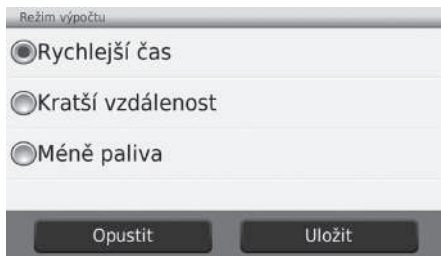 Režim výpočtu
Rychlejší čas
Kratší vzdálenost
Méně paliva
Opustit Uložit